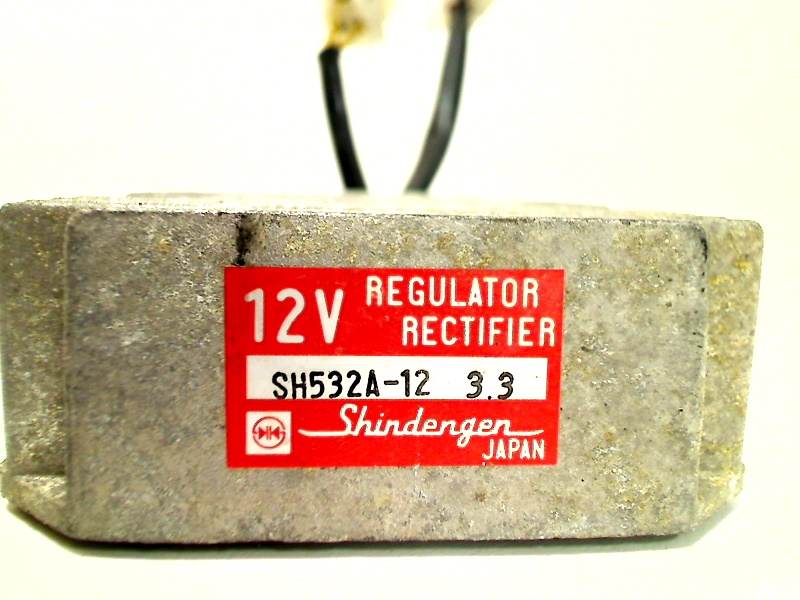 12V REGULATOR
RECTIFIER
SH532A-12 3.3
Shindengen
JAPAN